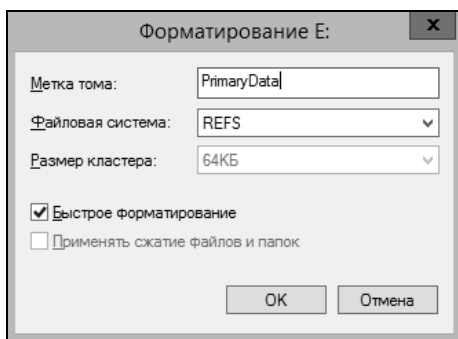 Форматирование E:
x
Метка тома: PrimaryData
Файловая система: REFS
Размер кластера: 64КБ
Быстрое форматирование
Применять сжатие файлов и папок
OK Отмена